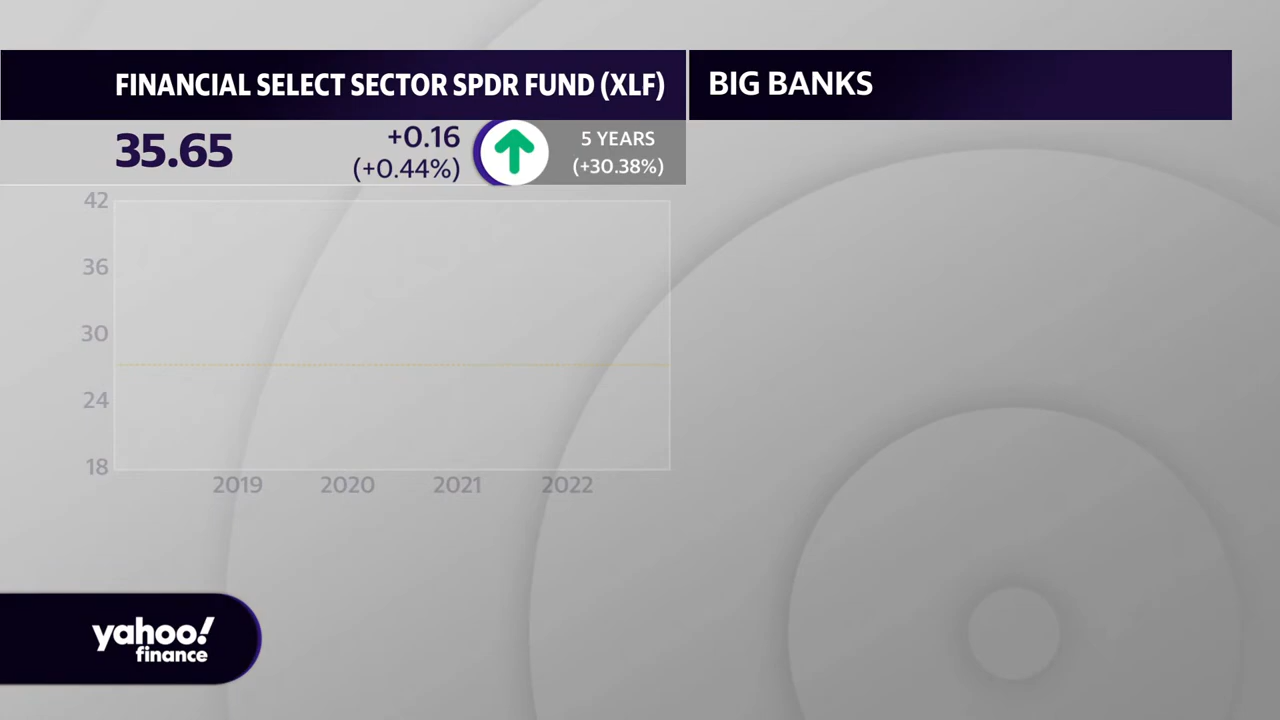 FINANCIAL SELECT SECTOR SPDR FUND (XLF)
BIG BANKS
35.65
+0.16
(+0.44%)
5 YEARS
(+30.38%)
42
36
30
24
18
2019 2020 2021 2022
yahoo!
finance